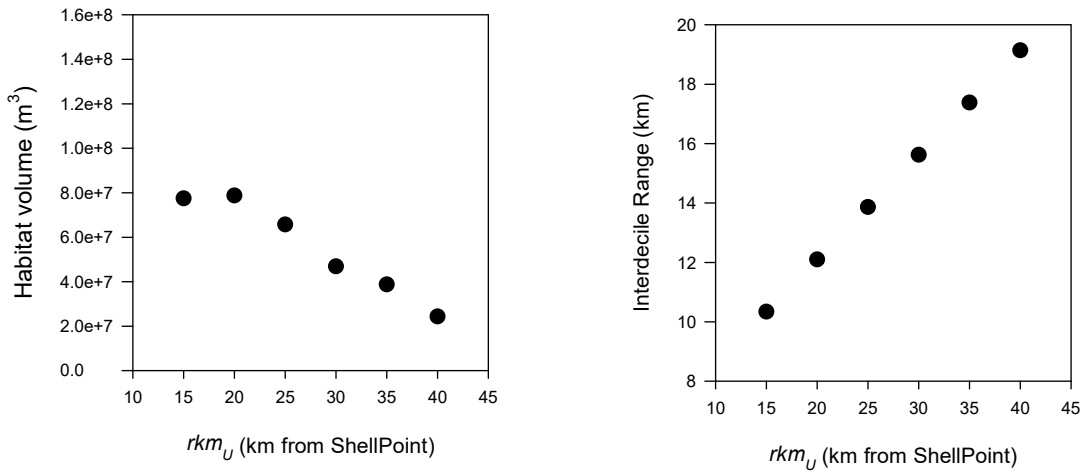 1.6e+8
1.4e+8
1.2e+8
1.0e+8
8.0e+7
6.0e+7
4.0e+7
2.0e+7
0.0
Habitat volume (m³)
10 15 20 25 30 35 40 45
rkm_U (km from ShellPoint)
20
18
16
14
12
10
8
Interdecile Range (km)
10 15 20 25 30 35 40 45
rkm_U (km from ShellPoint)